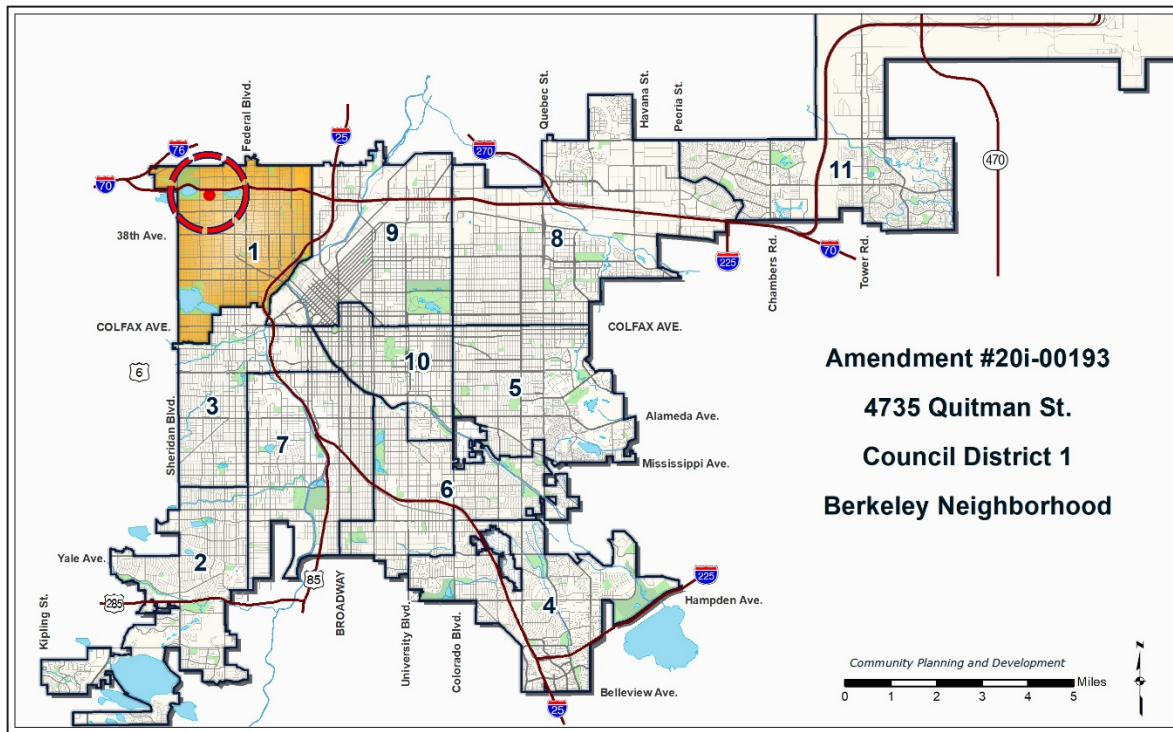 Federal Blvd.
25
Quebec St.
Havana St.
Peoria St.
76
270
470
70
11
38th Ave.
1
9
8
225
70
Chambers Rd.
Tower Rd.
COLFAX AVE.
COLFAX AVE.
6
10
5
3
Sheridan Blvd.
7
Alameda Ave.
Mississippi Ave.
6
Amendment #20i-00193
4735 Quitman St.
Council District 1
Berkeley Neighborhood
Yale Ave.
2
85
285
225
Hampden Ave.
4
Kipling St.
BROADWAY
University Blvd.
Colorado Blvd.
Belleview Ave.
25
Community Planning and Development
Miles
0 1 2 3 4 5
N